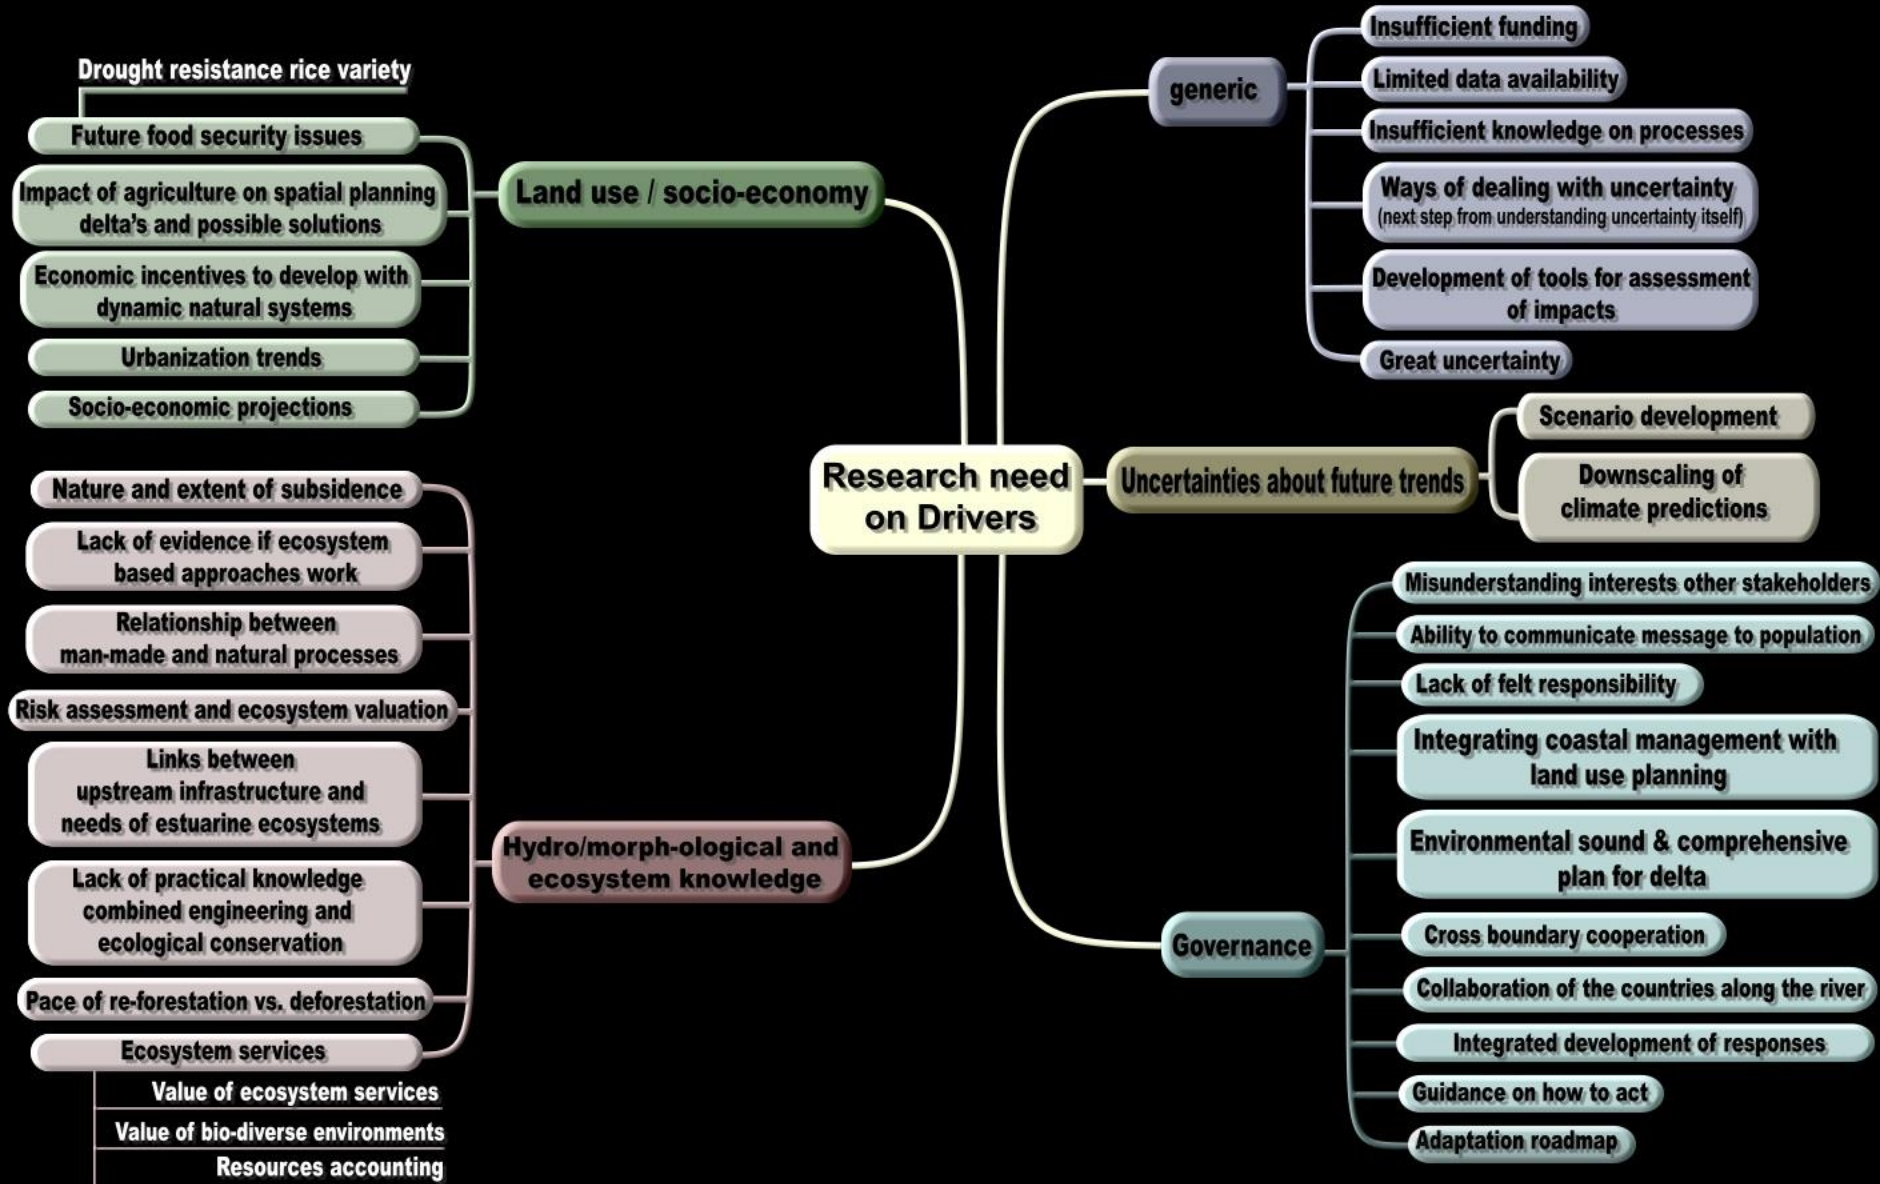 Drought resistance rice variety
Future food security issues
Impact of agriculture on spatial planning
delta's and possible solutions
Economic incentives to develop with
dynamic natural systems
Urbanization trends
Socio-economic projections
Land use / socio-economy
generic
Insufficient funding
Limited data availability
Insufficient knowledge on processes
Ways of dealing with uncertainty
(next step from understanding uncertainty itself)
Development of tools for assessment
of impacts
Great uncertainty
Research need
on Drivers
Uncertainties about future trends
Scenario development
Downscaling of
climate predictions
Nature and extent of subsidence
Lack of evidence if ecosystem
based approaches work
Relationship between
man-made and natural processes
Risk assessment and ecosystem valuation
Links between
upstream infrastructure and
needs of estuarine ecosystems
Lack of practical knowledge
combined engineering and
ecological conservation
Pace of re-forestation vs. deforestation
Ecosystem services
Value of ecosystem services
Value of bio-diverse environments
Resources accounting
Hydro/morph-ological and
ecosystem knowledge
Governance
Misunderstanding interests other stakeholders
Ability to communicate message to population
Lack of felt responsibility
Integrating coastal management with
land use planning
Environmental sound & comprehensive
plan for delta
Cross boundary cooperation
Collaboration of the countries along the river
Integrated development of responses
Guidance on how to act
Adaptation roadmap